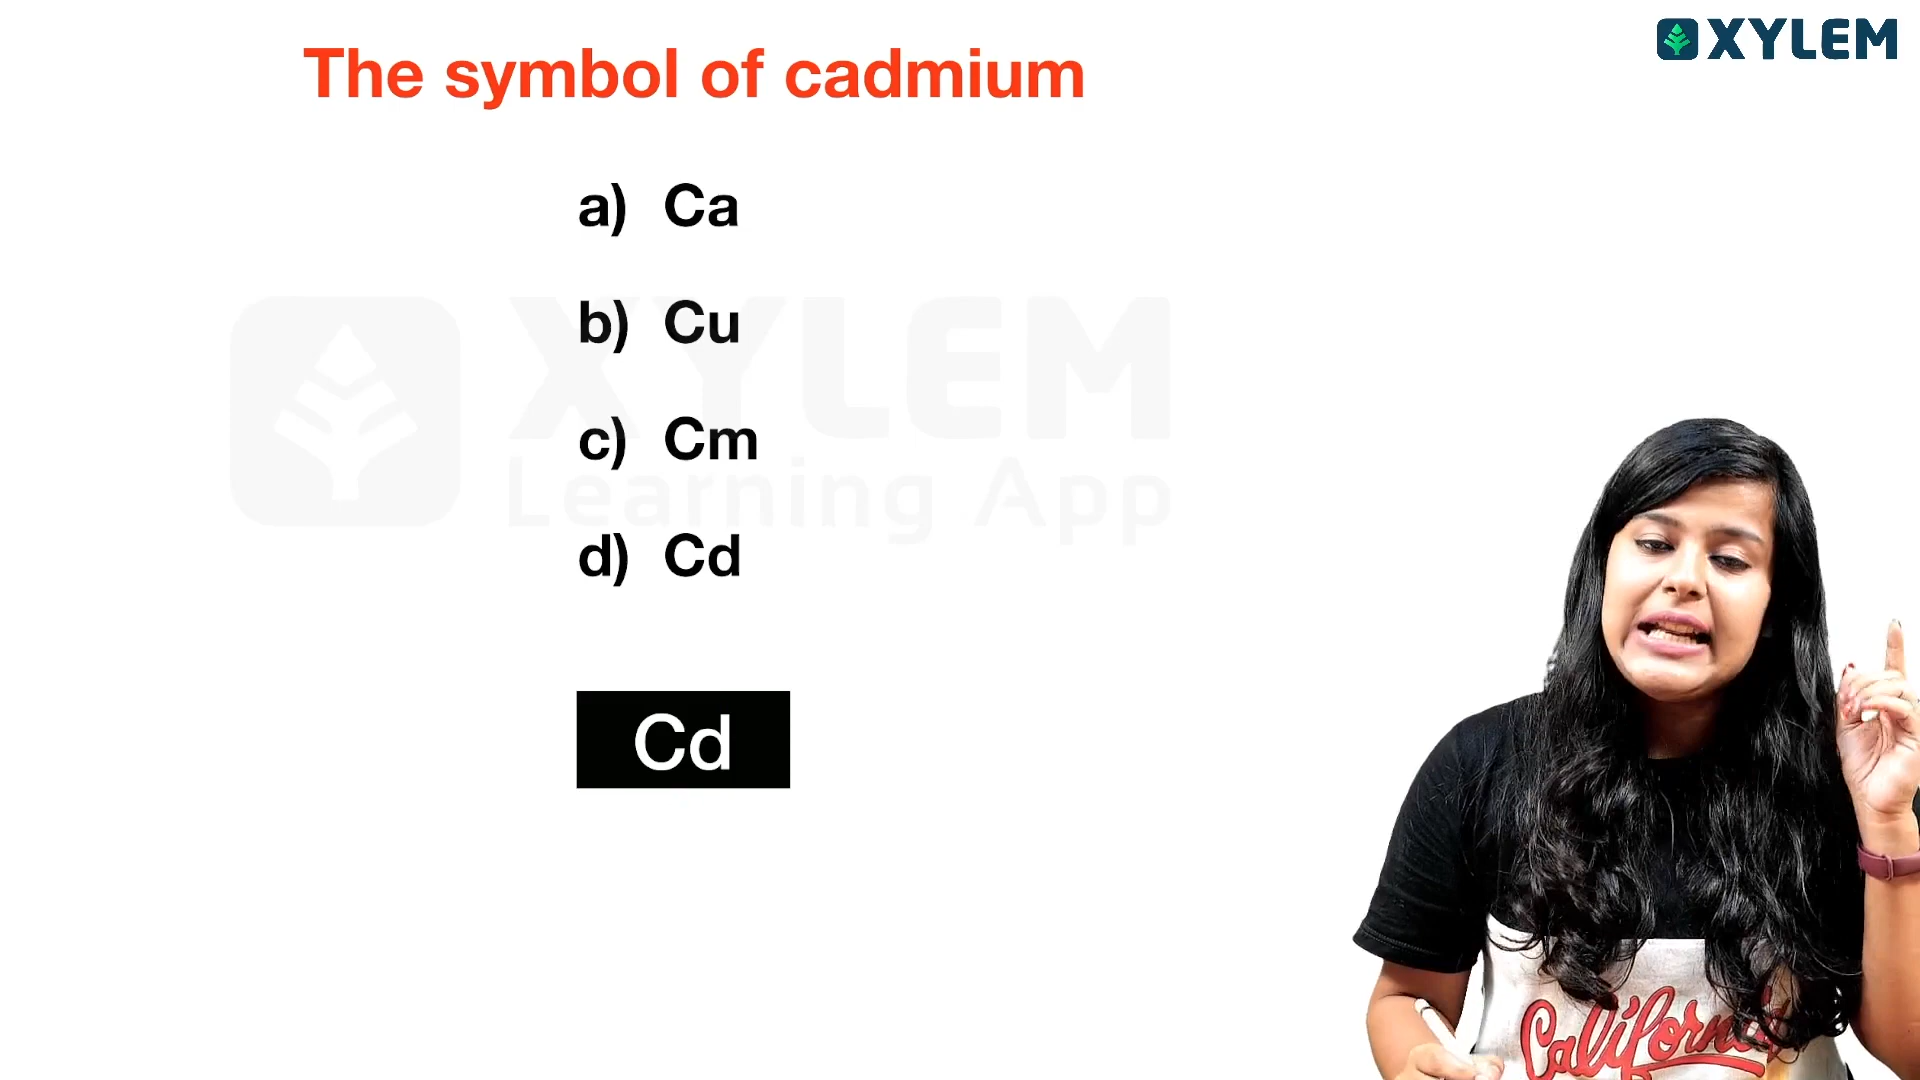 The symbol of cadmium
XYLEM
a) Ca
b) Cu
c) Cm
d) Cd
XYLEM
Learning App
Cd
California